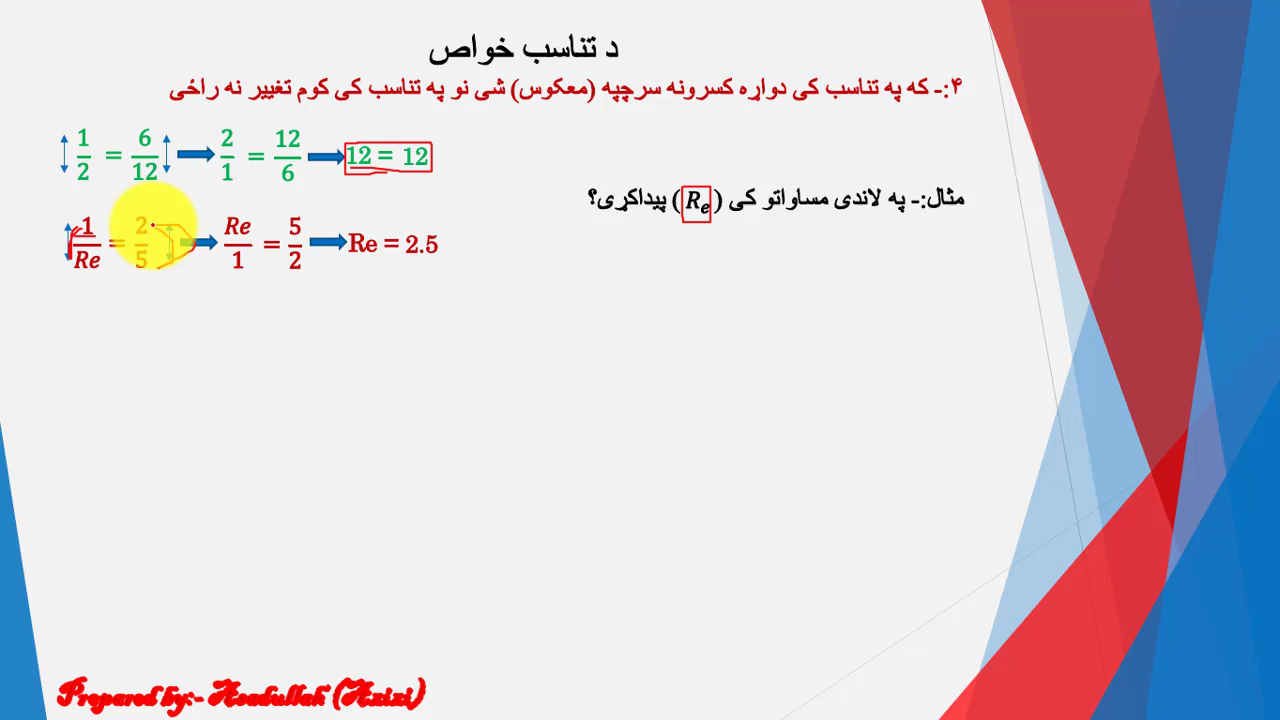 د تناسب خواص
۴:- که په تناسب کی دواړه کسرونه سرچپه (معکوس) شی نو په تناسب کی کوم تغییر نه راځی
1/2 = 6/12 ➡ 2/1 = 12/6 ➡ 12 = 12
مثال:- په لاندی مساواتو کی (Rₑ) پیداکړی؟
1/Re = 2/5 ➡ Re/1 = 5/2 ➡ Re = 2.5
Prepared by:- Asadullah (Azizi)